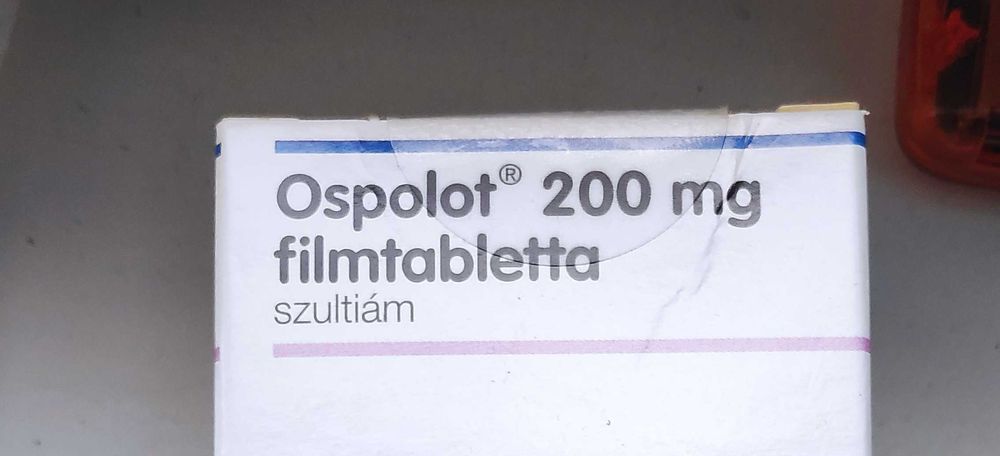 Ospolot® 200 mg
filmtabletta
szultiám